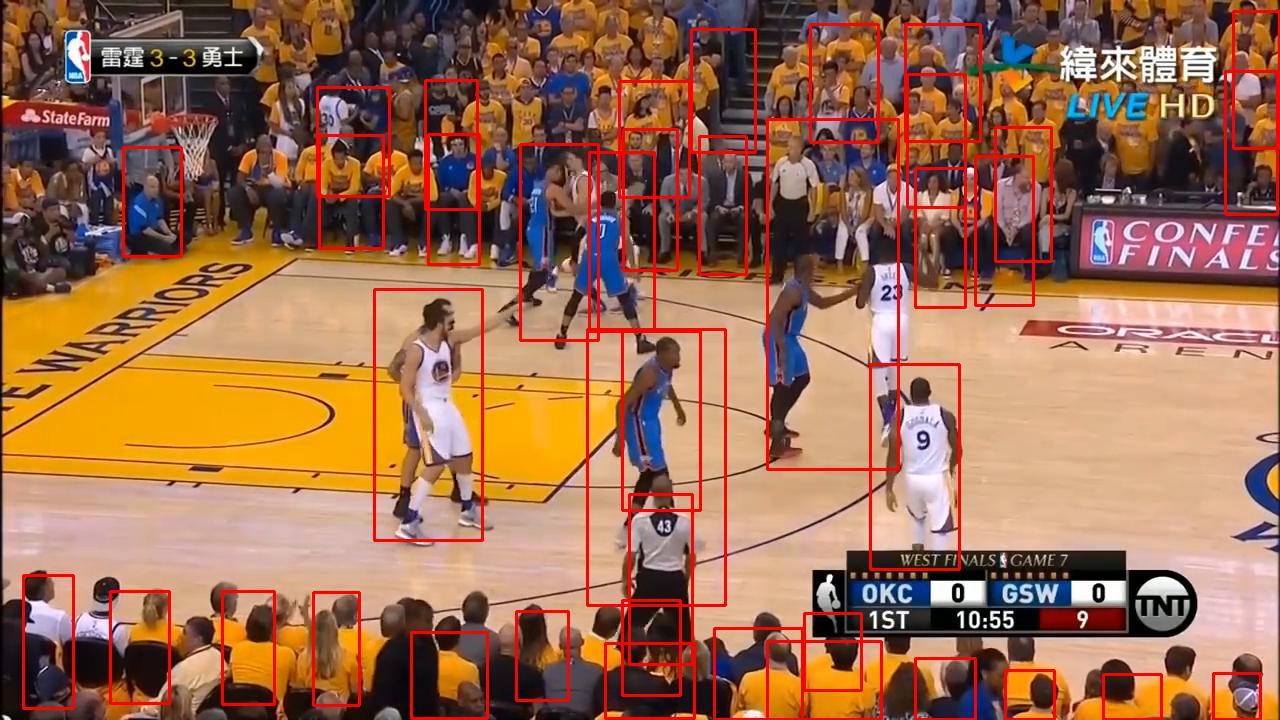 雷霆 3 - 3 勇士
緯來體育
LIVE HD
StateFarm
CONFE
FINALS
WARRIORS
ORACL
AREN
23
9
43
WEST FINALS GAME 7
OKC 0 GSW 0
1ST 10:55 9
TNT